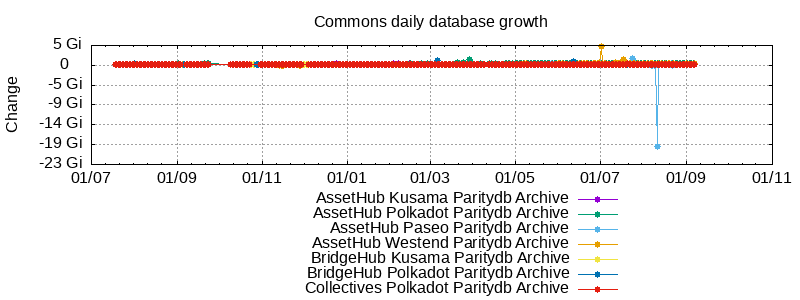 Commons daily database growth
Change
5 Gi
0
-5 Gi
-9 Gi
-14 Gi
-19 Gi
-23 Gi
01/07 01/09 01/11 01/01 01/03 01/05 01/07 01/09 01/11
AssetHub Kusama Paritydb Archive
AssetHub Polkadot Paritydb Archive
AssetHub Paseo Paritydb Archive
AssetHub Westend Paritydb Archive
BridgeHub Kusama Paritydb Archive
BridgeHub Polkadot Paritydb Archive
Collectives Polkadot Paritydb Archive